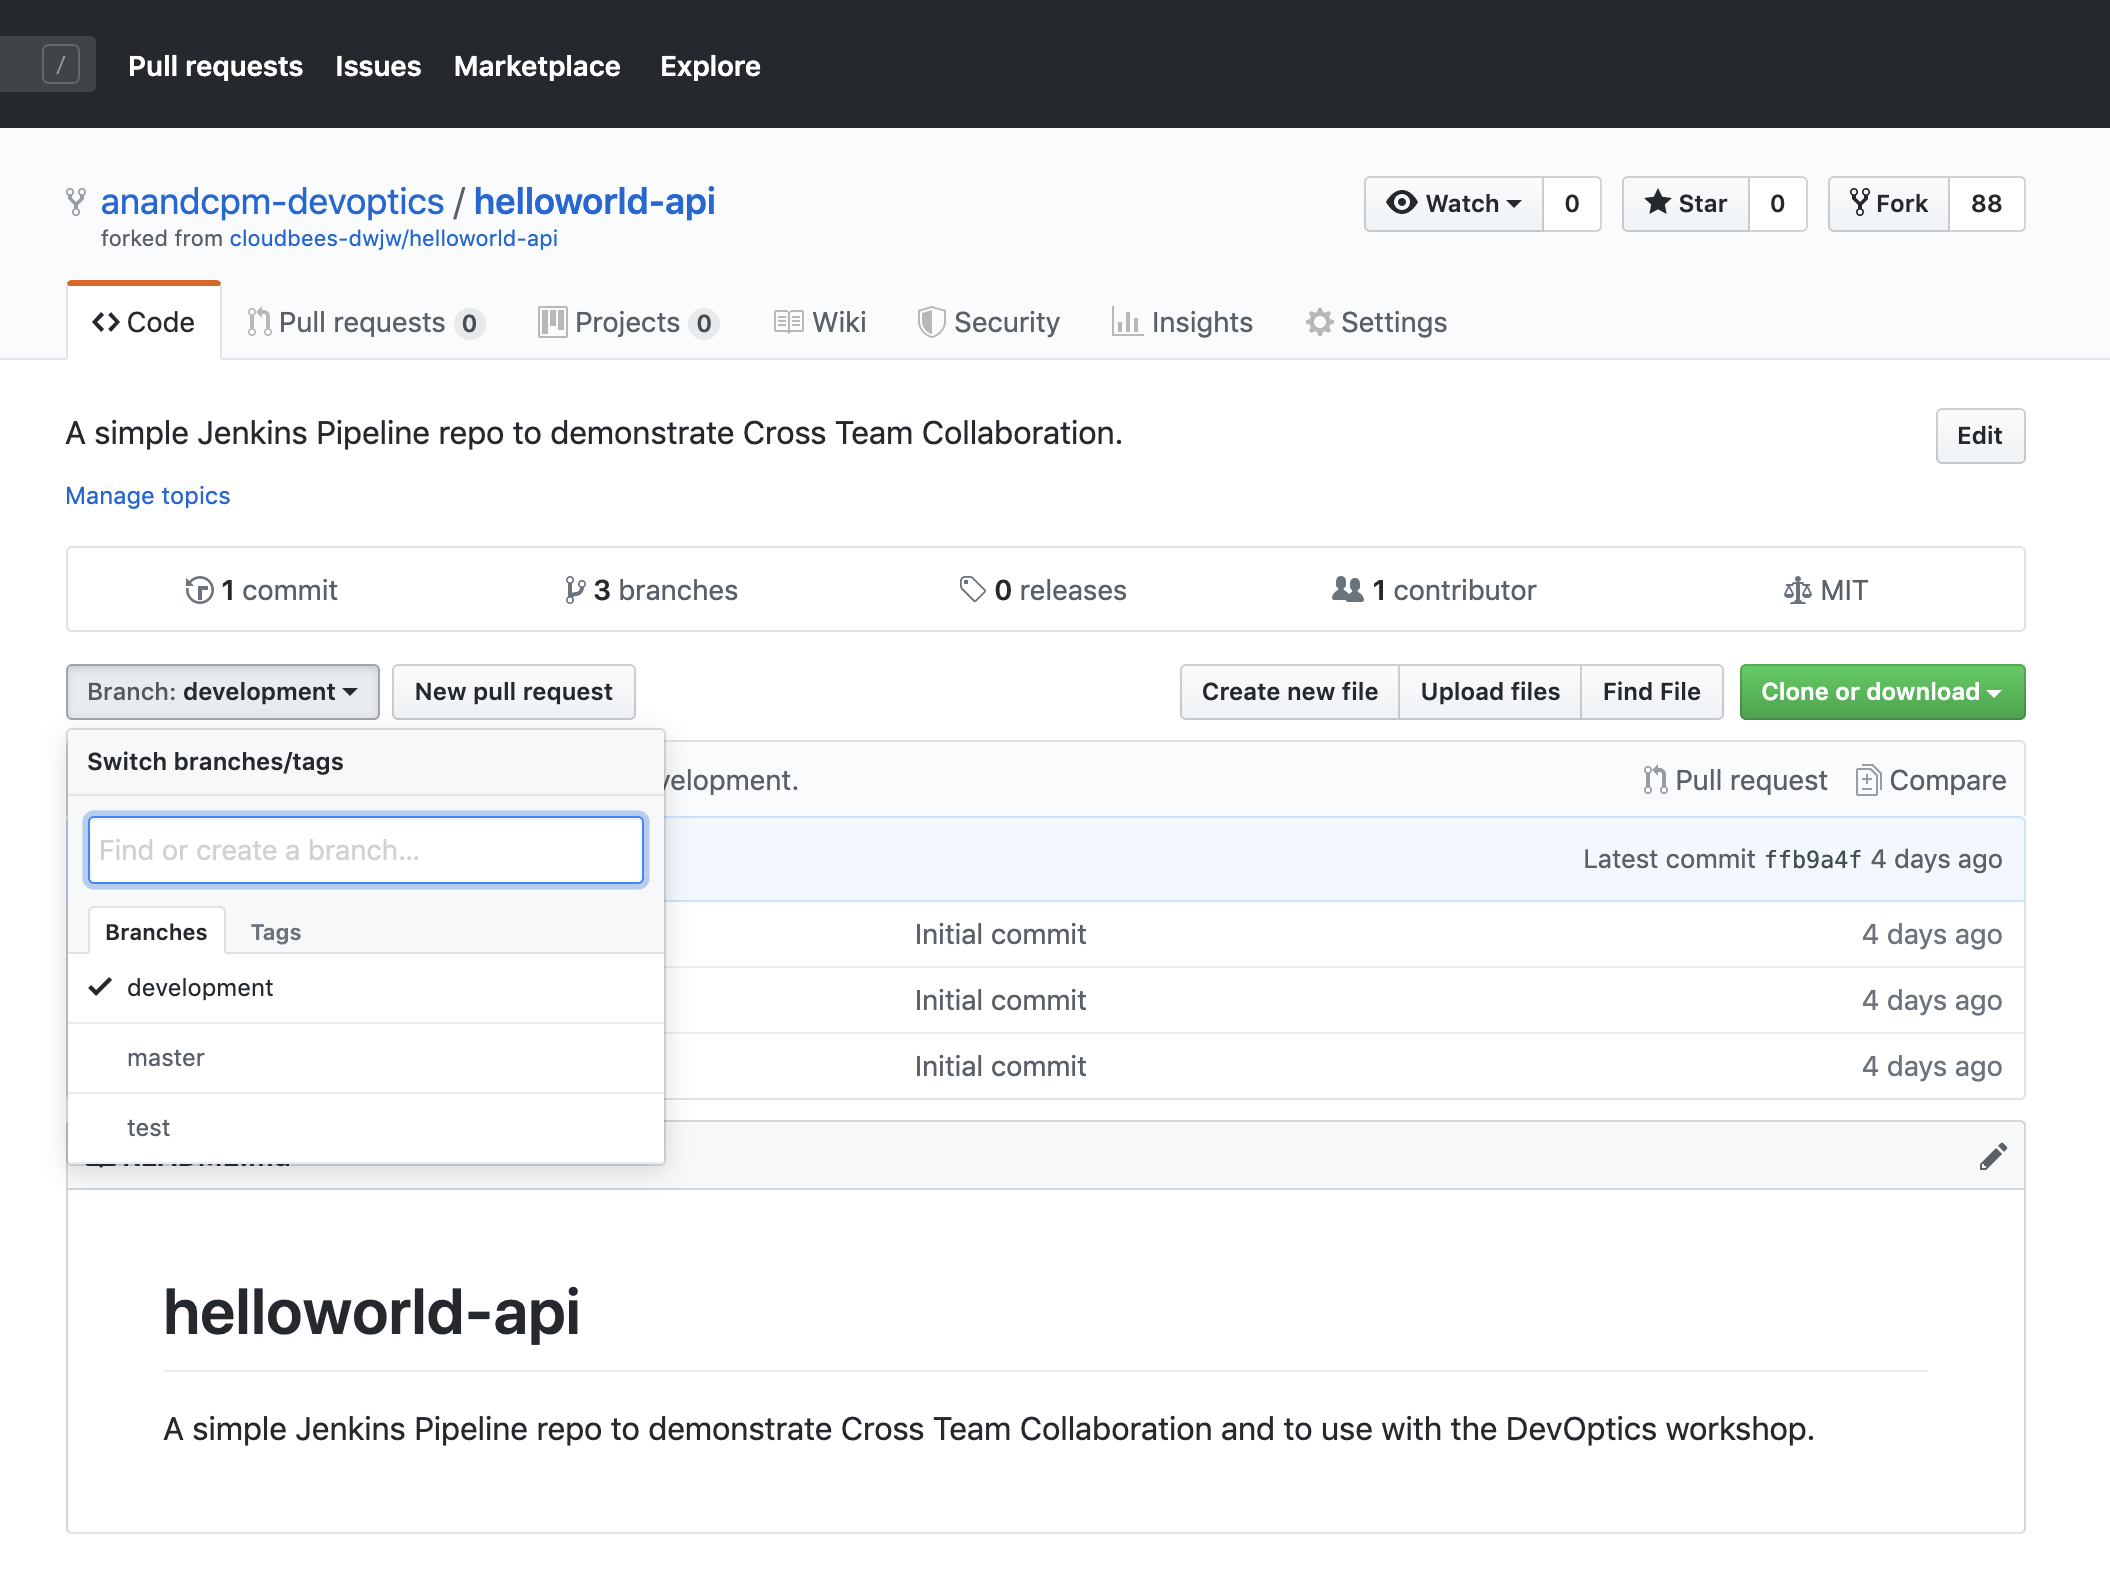 / Pull requests Issues Marketplace Explore
anandcpm-devoptics / helloworld-api
Watch 0 Star 0 Fork 88
forked from cloudbees-dwjw/helloworld-api
Code Pull requests 0 Projects 0 Wiki Security Insights Settings
A simple Jenkins Pipeline repo to demonstrate Cross Team Collaboration.
Edit
Manage topics
1 commit 3 branches 0 releases 1 contributor MIT
Branch: development New pull request Create new file Upload files Find File Clone or download
Switch branches/tags
velopment. Pull request Compare
Find or create a branch...
Latest commit ffb9a4f 4 days ago
Branches Tags
Initial commit 4 days ago
development
Initial commit 4 days ago
master
Initial commit 4 days ago
test
helloworld-api
A simple Jenkins Pipeline repo to demonstrate Cross Team Collaboration and to use with the DevOptics workshop.